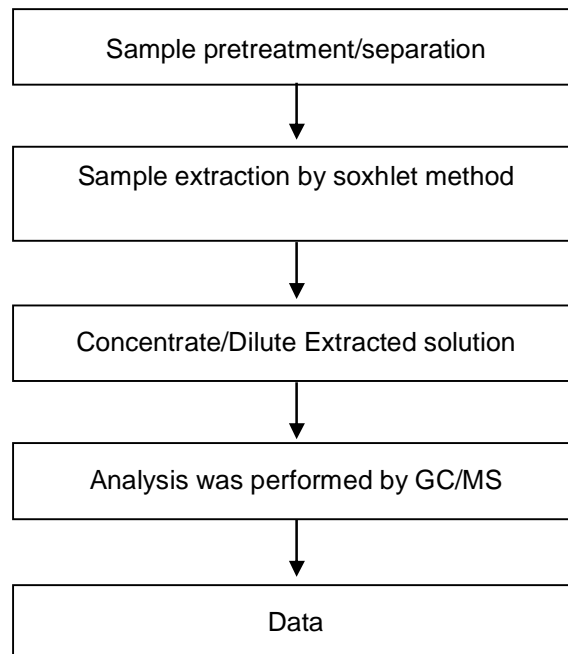 Sample pretreatment/separation
Sample extraction by soxhlet method
Concentrate/Dilute Extracted solution
Analysis was performed by GC/MS
Data